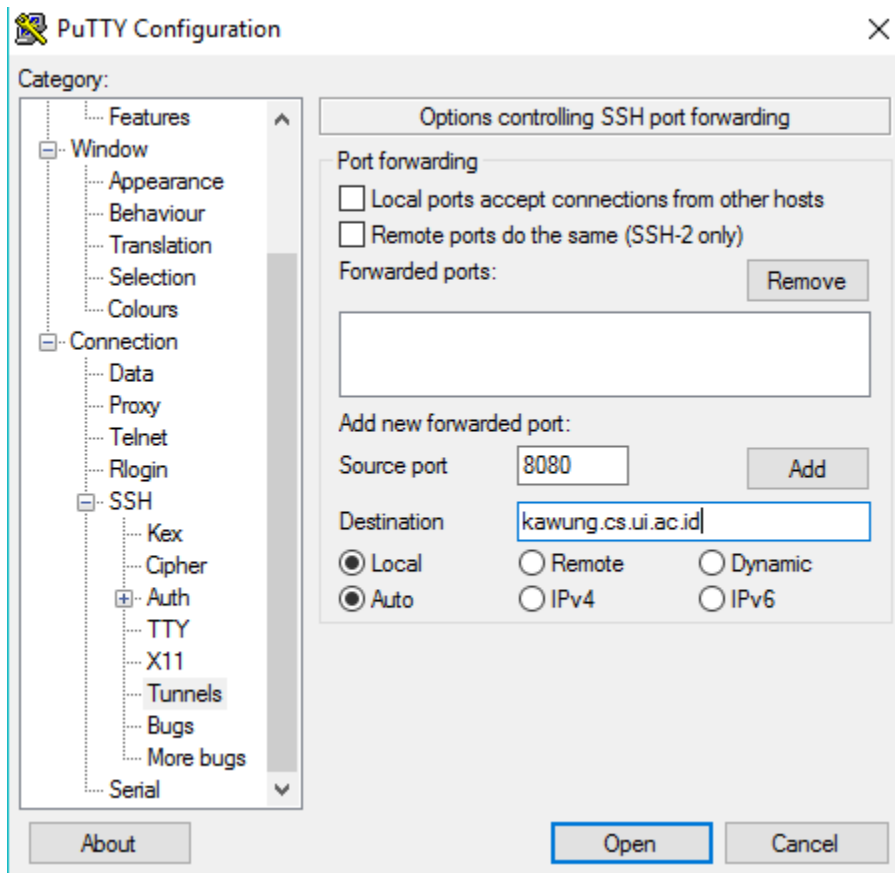 PuTTY Configuration
Category:
Features
Window
Appearance
Behaviour
Translation
Selection
Colours
Connection
Data
Proxy
Telnet
Rlogin
SSH
Kex
Cipher
Auth
TTY
X11
Tunnels
Bugs
More bugs
Serial
Options controlling SSH port forwarding
Port forwarding
Local ports accept connections from other hosts
Remote ports do the same (SSH-2 only)
Forwarded ports: Remove
Add new forwarded port:
Source port 8080 Add
Destination kawung.cs.ui.ac.id
Local Remote Dynamic
Auto IPv4 IPv6
About Open Cancel